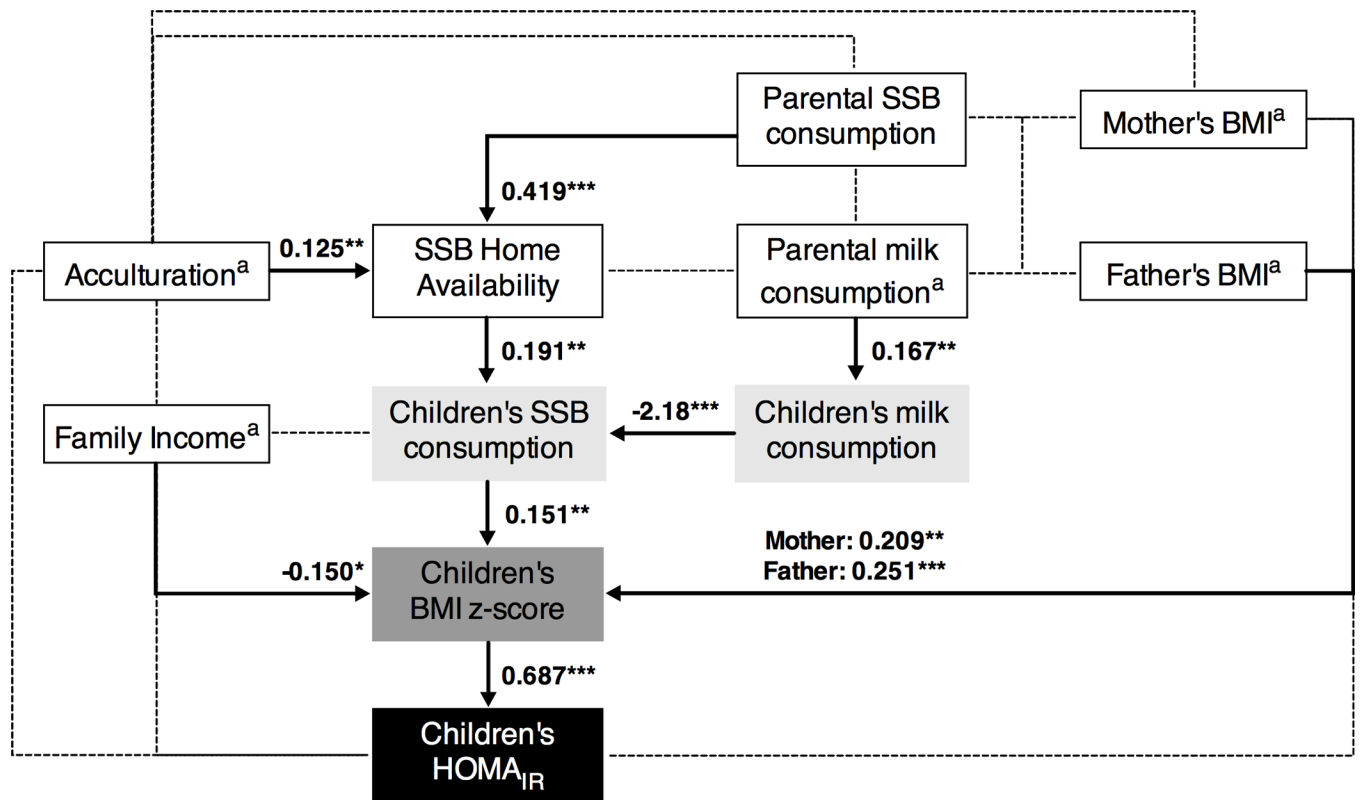 Parental SSB
consumption
Mother's BMIa
0.419***
Acculturationa
0.125**
SSB Home
Availability
Parental milk
consumptiona
Father's BMIa
0.191**
0.167**
Family Incomea
Children's SSB
consumption
-2.18***
Children's milk
consumption
0.151**
Mother: 0.209**
Father: 0.251***
-0.150*
Children's
BMI z-score
0.687***
Children's
HOMAIR